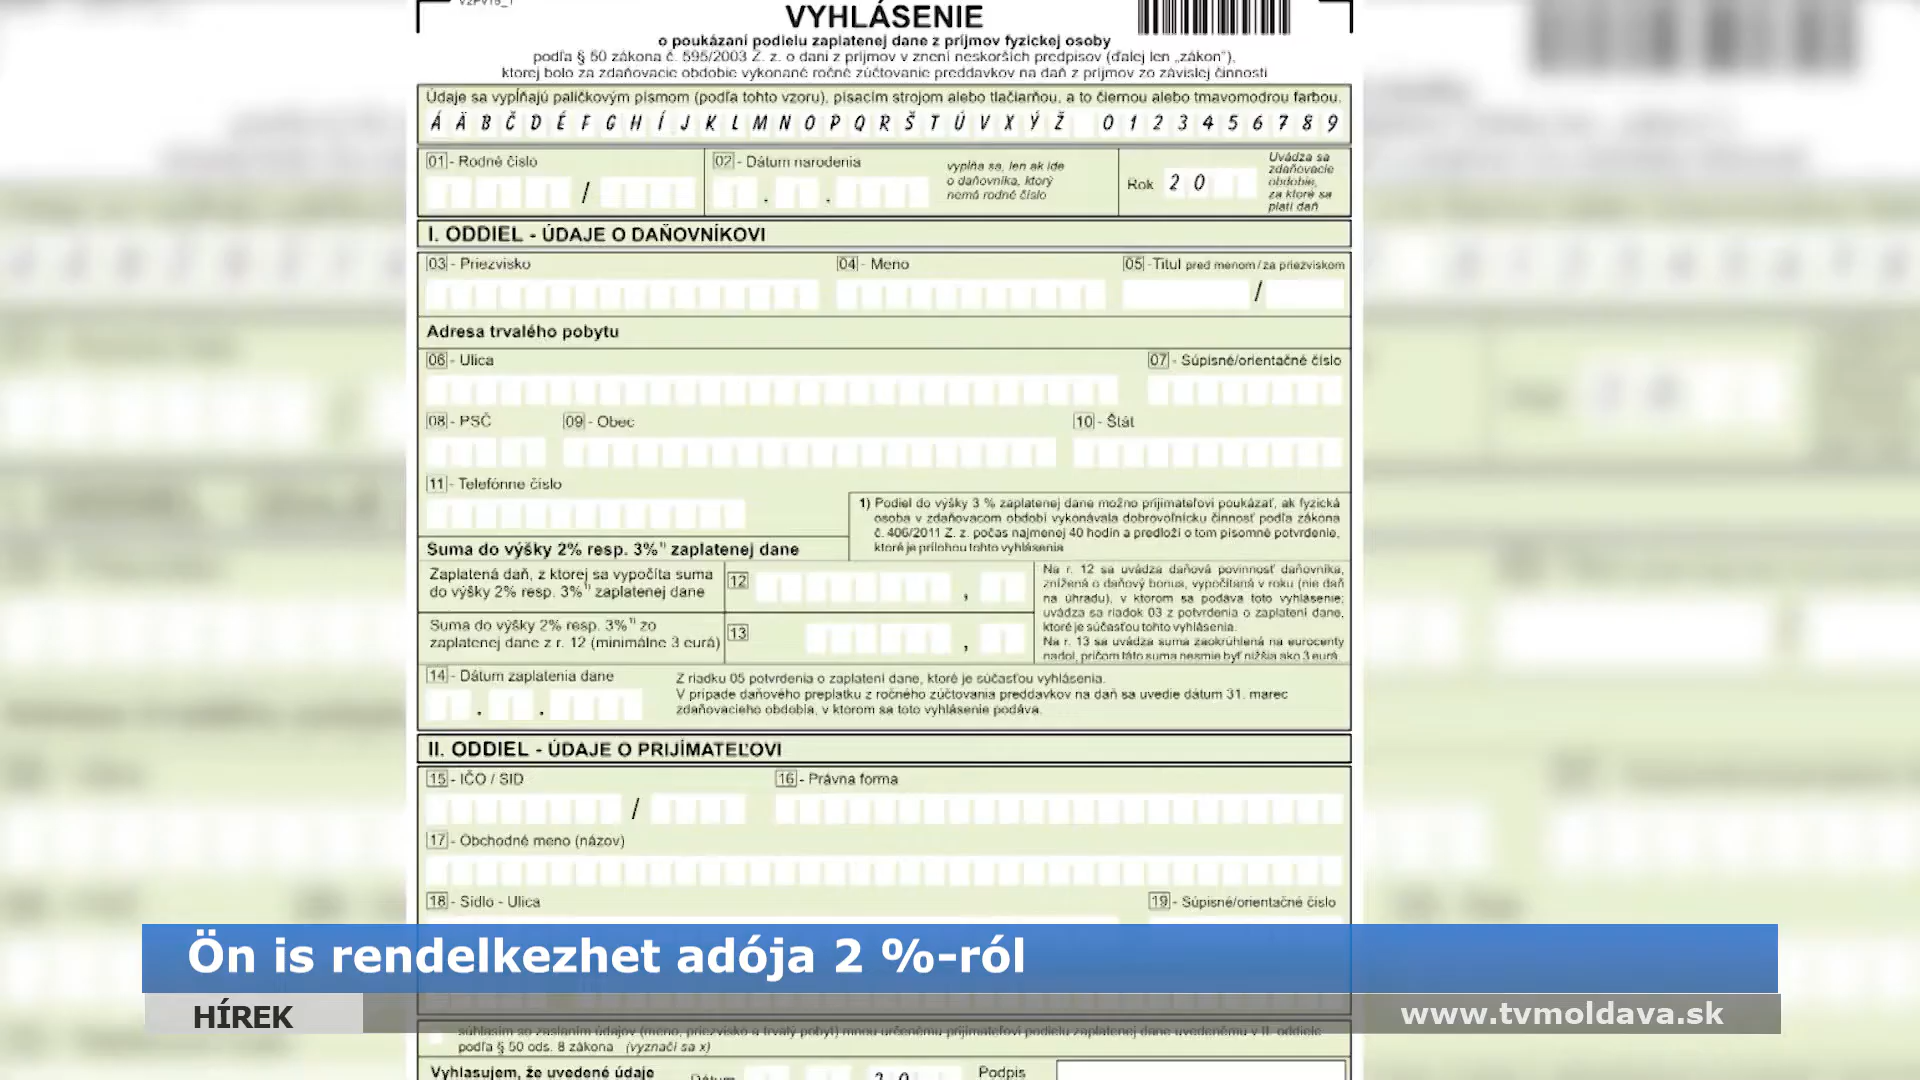 VYHLÁSENIE
o poukázaní podielu zaplatenej dane z príjmov fyzickej osoby
podľa § 50 zákona č. 595/2003 Z. z. o dani z príjmov v znení neskorších predpisov (ďalej len „zákon“),
ktorej bolo za zdaňovacie obdobie vykonané ročné zúčtovanie preddavkov na daň z príjmov zo závislej činnosti
Údaje sa vypĺňajú paličkovým písmom (podľa tohto vzoru), písacím strojom alebo tlačiarňou, a to čiernou alebo tmavomodrou farbou.
Á Ä B Č D É F G H Í J K L M N O P Q R Š T Ú V X Ý Ž 0 1 2 3 4 5 6 7 8 9
01 - Rodné číslo
/
02 - Dátum narodenia
. .
vypĺňa sa, len ak ide
o daňovníka, ktorý
nemá rodné číslo
Rok 2 0
Uvádza sa
zdaňovacie
obdobie,
za ktoré sa
platí daň
I. ODDIEL - ÚDAJE O DAŇOVNÍKOVI
03 - Priezvisko
04 - Meno
05 - Titul pred menom / za priezviskom
/
Adresa trvalého pobytu
06 - Ulica
07 - Súpisné/orientačné číslo
08 - PSČ
09 - Obec
10 - Štát
11 - Telefónne číslo
1) Podiel do výšky 3 % zaplatenej dane možno prijímateľovi poukázať, ak fyzická
osoba v zdaňovacom období vykonávala dobrovoľnícku činnosť podľa zákona
č. 406/2011 Z. z. počas najmenej 40 hodín a predloží o tom písomné potvrdenie,
ktoré je prílohou tohto vyhlásenia
Suma do výšky 2% resp. 3%1) zaplatenej dane
Zaplatená daň, z ktorej sa vypočíta suma
do výšky 2% resp. 3%1) zaplatenej dane
12
,
Suma do výšky 2% resp. 3%1) zo
zaplatenej dane z r. 12 (minimálne 3 eurá)
13
,
Na r. 12 sa uvádza daňová povinnosť daňovníka,
znížená o daňový bonus, vypočítaná v roku (nie daň
na úhradu), v ktorom sa podáva toto vyhlásenie;
uvádza sa riadok 03 z potvrdenia o zaplatení dane,
ktoré je súčasťou tohto vyhlásenia.
Na r. 13 sa uvádza suma zaokrúhlená na eurocenty
nadol, pričom táto suma nesmie byť nižšia ako 3 eurá.
14 - Dátum zaplatenia dane
. .
Z riadku 05 potvrdenia o zaplatení dane, ktoré je súčasťou vyhlásenia.
V prípade daňového preplatku z ročného zúčtovania preddavkov na daň sa uvedie dátum 31. marec
zdaňovacieho obdobia, v ktorom sa toto vyhlásenie podáva.
II. ODDIEL - ÚDAJE O PRIJÍMATEĽOVI
15 - IČO / SID
/
16 - Právna forma
17 - Obchodné meno (názov)
18 - Sídlo - Ulica
19 - Súpisné/orientačné číslo
Ön is rendelkezhet adója 2 %-ról
HÍREK
www.tvmoldava.sk
súhlasím so zaslaním údajov (meno, priezvisko a trvalý pobyt) mnou určenému prijímateľovi podielu zaplatenej dane uvedenému v II. oddiele
podľa § 50 ods. 8 zákona (vyznačí sa x)
Vyhlasujem, že uvedené údaje
Dátum
2 0
Podpis